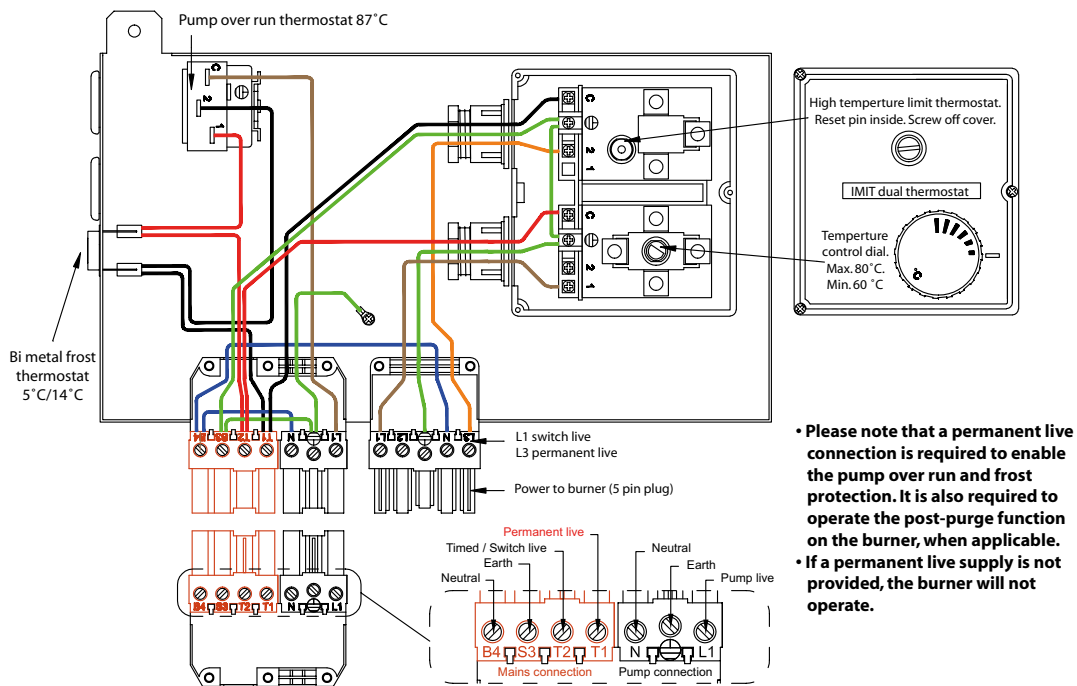 Pump over run thermostat 87˚C
C
2
1
C
2
1
C
2
1
High temperture limit thermostat.
Reset pin inside. Screw off cover.
IMIT dual thermostat
Temperture
control dial.
Max. 80˚C.
Min. 60 ˚C
˚C
Bi metal frost
thermostat
5˚C/14˚C
B4 S3 T2 T1 N L1
L1 L2 N L3
L1 switch live
L3 permanent live
Power to burner (5 pin plug)
B4 S3 T2 T1 N L1
Permanent live
Timed / Switch live
Earth
Neutral
Neutral
Earth
Pump live
B4 S3 T2 T1 N L1
Mains connection
Pump connection
• Please note that a permanent live
connection is required to enable
the pump over run and frost
protection. It is also required to
operate the post-purge function
on the burner, when applicable.
• If a permanent live supply is not
provided, the burner will not
operate.